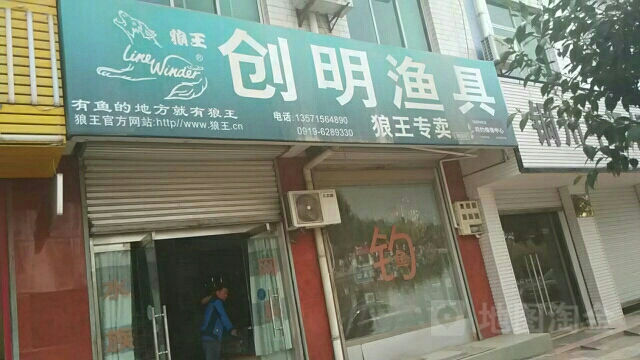 狼王
Line Winder
®
创明渔具
有鱼的地方就有狼王
狼王官方网站:http//www.狼王.cn
电话:13571564890
0919-6289330
狼王专卖
钓